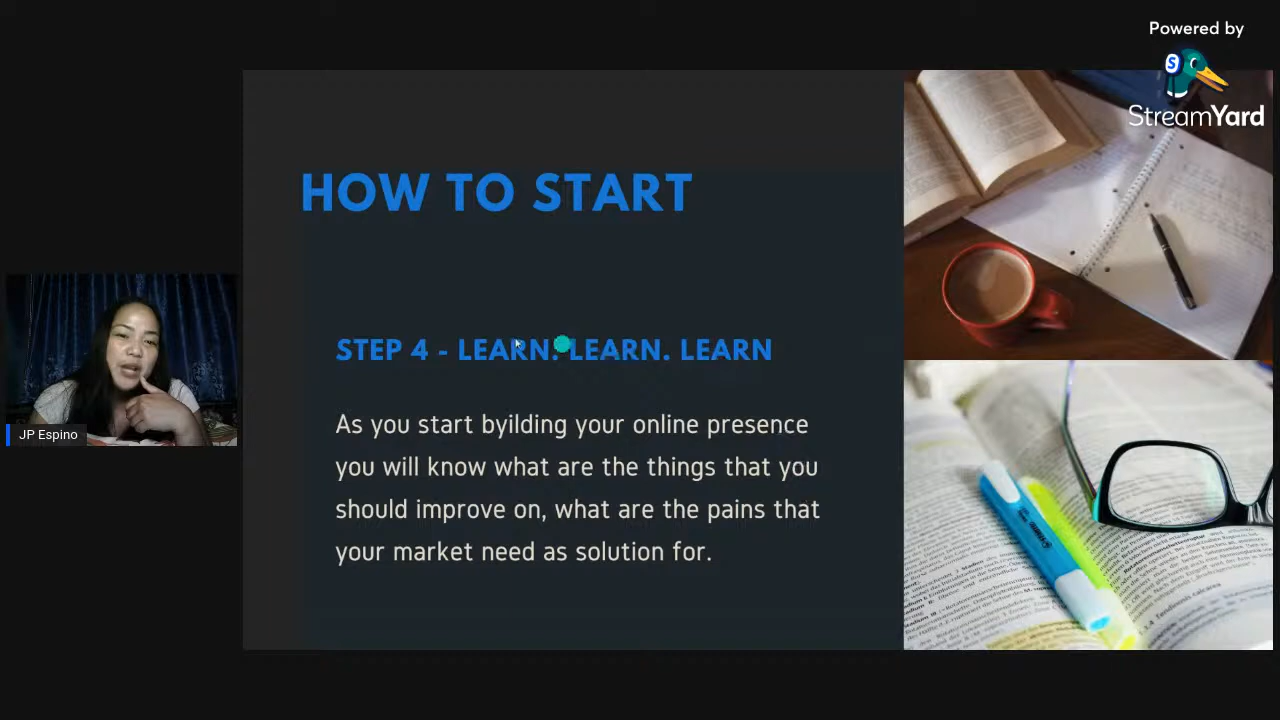 Powered by
S
StreamYard
HOW TO START
STEP 4 - LEARN. LEARN. LEARN
As you start byilding your online presence
you will know what are the things that you
should improve on, what are the pains that
your market need as solution for.
JP Espino